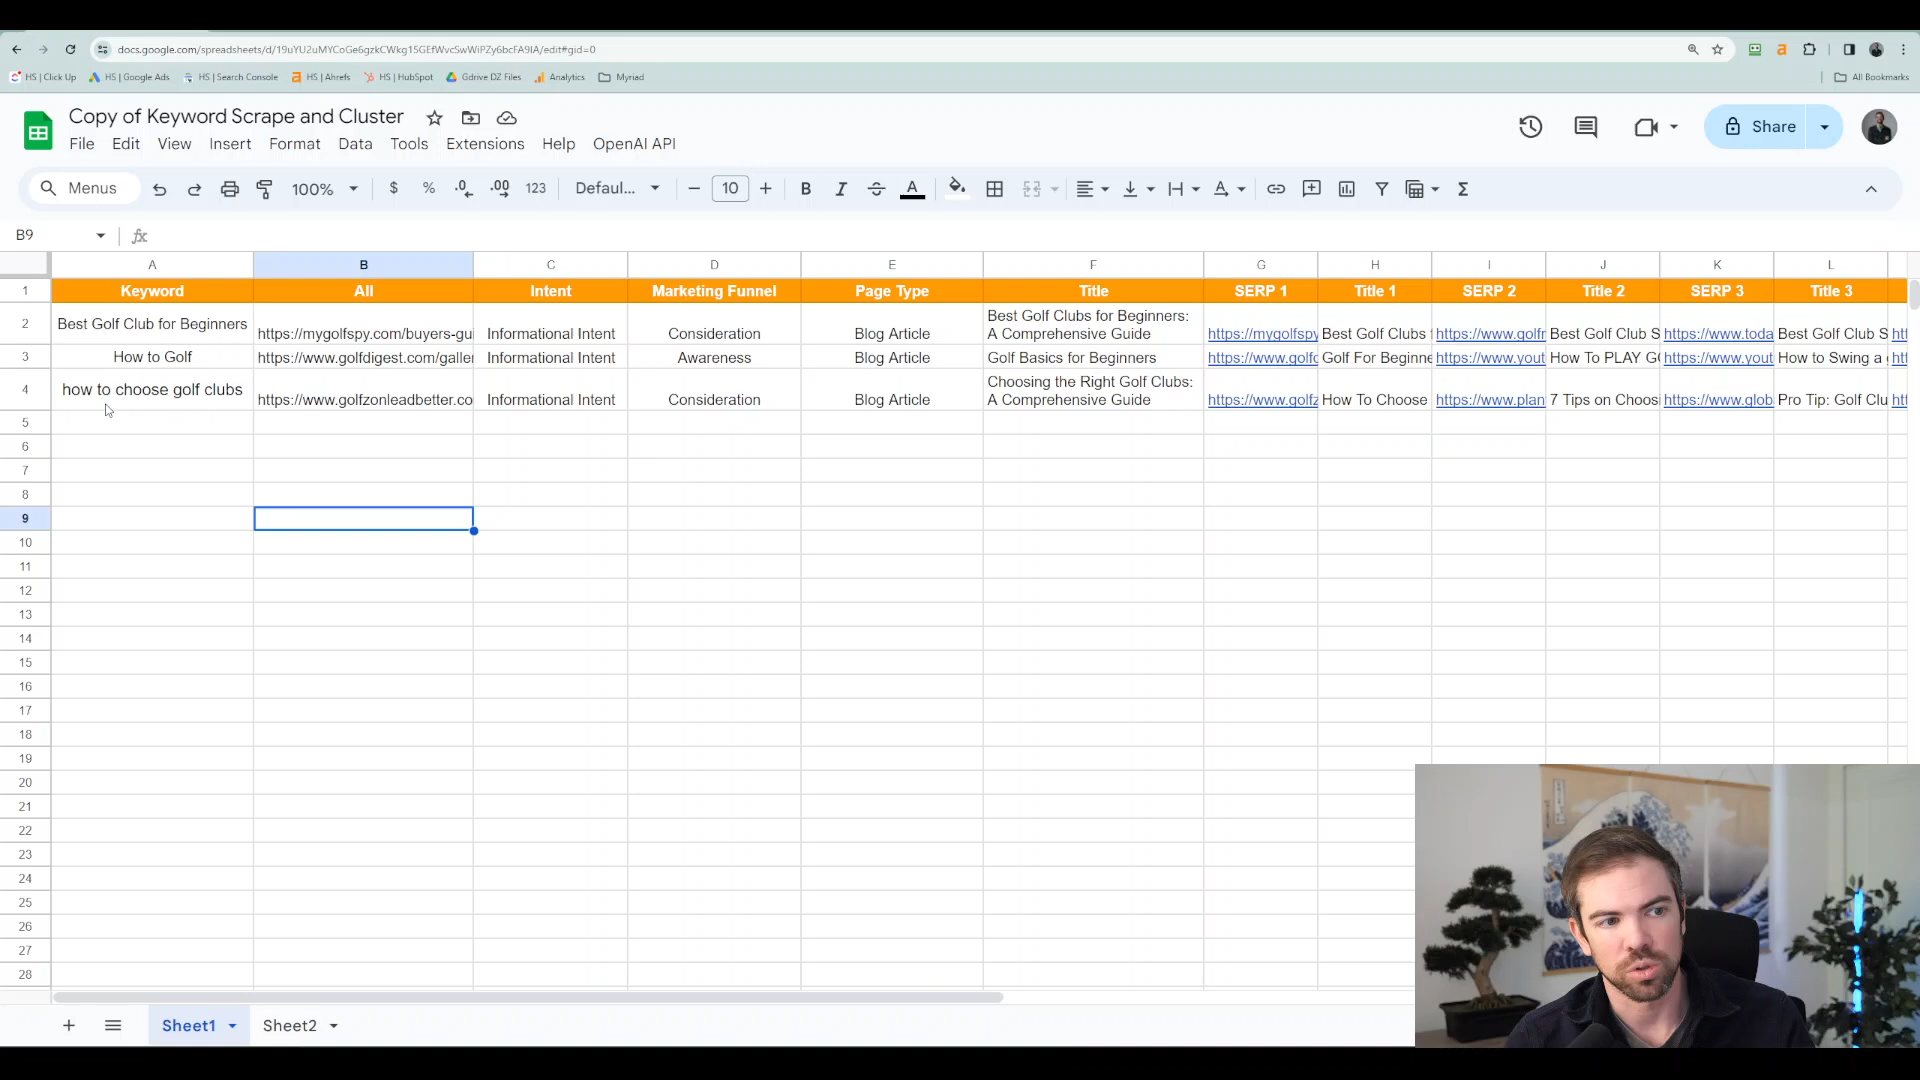 docs.google.com/spreadsheets/d/19uYU2uMYCoGe6gzkCWkg15GEfWvcSwWiPZy6bcFA9IA/edit#gid=0
HS | Click Up HS | Google Ads HS | Search Console HS | Ahrefs HS | HubSpot Gdrive DZ Files Analytics Myriad All Bookmarks
Copy of Keyword Scrape and Cluster
File Edit View Insert Format Data Tools Extensions Help OpenAI API
Share
Menus 100% $ % .0 .00 123 Defaul... 10 B I A
B9 fx
A B C D E F G H I J K L
1 Keyword All Intent Marketing Funnel Page Type Title SERP 1 Title 1 SERP 2 Title 2 SERP 3 Title 3
2 Best Golf Club for Beginners https://mygolfspy.com/buyers-gu Informational Intent Consideration Blog Article Best Golf Clubs for Beginners:
A Comprehensive Guide https://mygolfspy Best Golf Clubs https://www.golfr Best Golf Club S https://www.toda Best Golf Club S htt
3 How to Golf https://www.golfdigest.com/galler Informational Intent Awareness Blog Article Golf Basics for Beginners https://www.golfd Golf For Beginne https://www.yout How To PLAY GO https://www.yout How to Swing a htt
4 how to choose golf clubs https://www.golfzonleadbetter.co Informational Intent Consideration Blog Article Choosing the Right Golf Clubs:
A Comprehensive Guide https://www.golfz How To Choose https://www.plan 7 Tips on Choos https://www.glob Pro Tip: Golf Clu htt
5
6
7
8
9
10
11
12
13
14
15
16
17
18
19
20
21
22
23
24
25
26
27
28
Sheet1 Sheet2